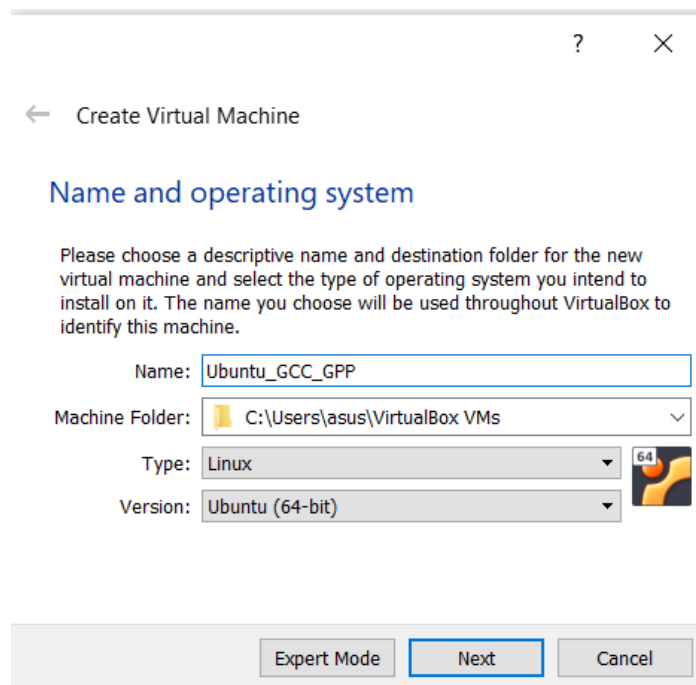 ?
Create Virtual Machine
Name and operating system
Please choose a descriptive name and destination folder for the new
virtual machine and select the type of operating system you intend to
install on it. The name you choose will be used throughout VirtualBox to
identify this machine.
Name: Ubuntu_GCC_GPP
Machine Folder: C:\Users\asus\VirtualBox VMs
Type: Linux
64
Version: Ubuntu (64-bit)
Expert Mode Next Cancel